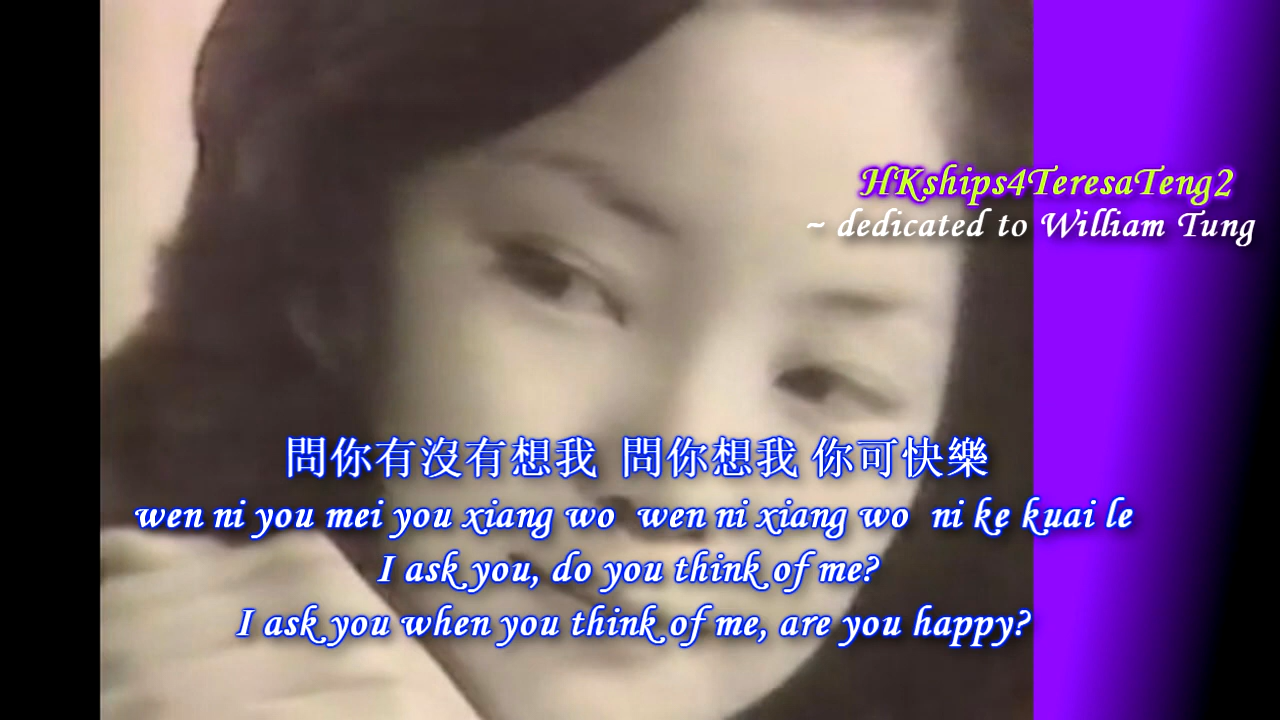 HKships4TeresaTeng2
~ dedicated to William Tung
問你有沒有想我 問你想我 你可快樂
wen ni you mei you xiang wo wen ni xiang wo ni ke kuai le
I ask you, do you think of me?
I ask you when you think of me, are you happy?